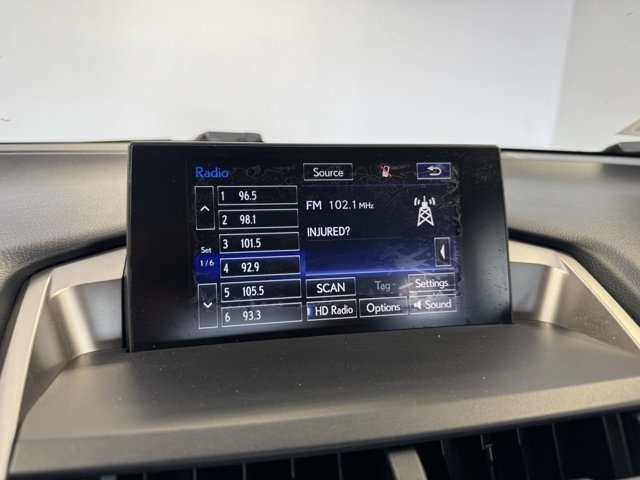 Radio Source
1 96.5
2 98.1
3 101.5
4 92.9
5 105.5
6 93.3
Set
1/6
FM 102.1 MHz
INJURED?
SCAN Tag Settings
HD Radio Options Sound